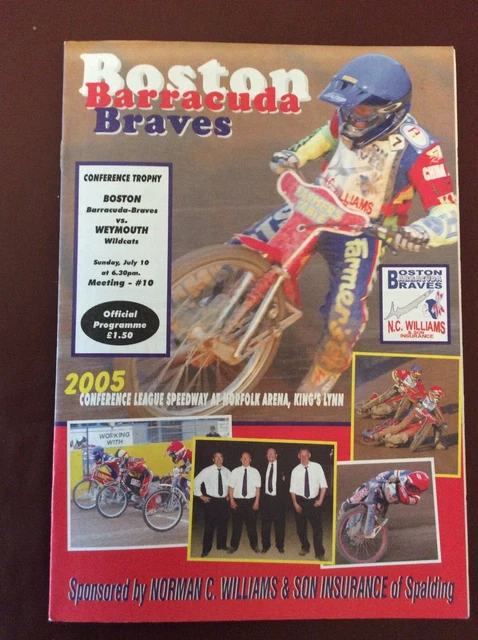 Boston
Barracuda
Braves
CONFERENCE TROPHY
BOSTON
Barracuda-Braves
vs.
WEYMOUTH
Wildcats
Sunday, July 10
at 6.30pm.
Meeting - #10
Official
Programme
£1.50
BOSTON
BARRACUDA
BRAVES
N.C. WILLIAMS
& SON
INSURANCE
2005
CONFERENCE LEAGUE SPEEDWAY AT NORFOLK ARENA, KING'S LYNN
WORKING WITH
Sponsored by NORMAN C. WILLIAMS & SON INSURANCE of Spalding